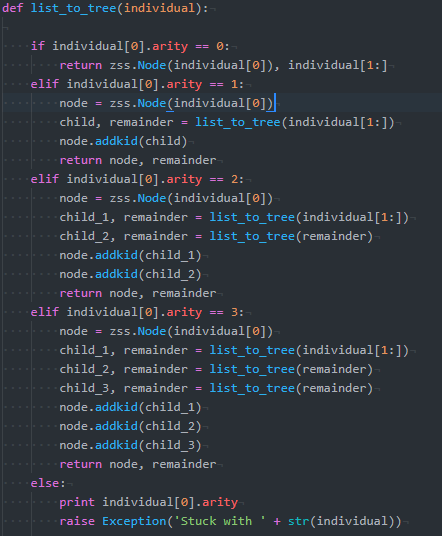 def list_to_tree(individual):
    if individual[0].arity == 0:
        return zss.Node(individual[0]), individual[1:]
    elif individual[0].arity == 1:
        node = zss.Node(individual[0])
        child, remainder = list_to_tree(individual[1:])
        node.addkid(child)
        return node, remainder
    elif individual[0].arity == 2:
        node = zss.Node(individual[0])
        child_1, remainder = list_to_tree(individual[1:])
        child_2, remainder = list_to_tree(remainder)
        node.addkid(child_1)
        node.addkid(child_2)
        return node, remainder
    elif individual[0].arity == 3:
        node = zss.Node(individual[0])
        child_1, remainder = list_to_tree(individual[1:])
        child_2, remainder = list_to_tree(remainder)
        child_3, remainder = list_to_tree(remainder)
        node.addkid(child_1)
        node.addkid(child_2)
        node.addkid(child_3)
        return node, remainder
    else:
        print individual[0].arity
        raise Exception('Stuck with ' + str(individual))